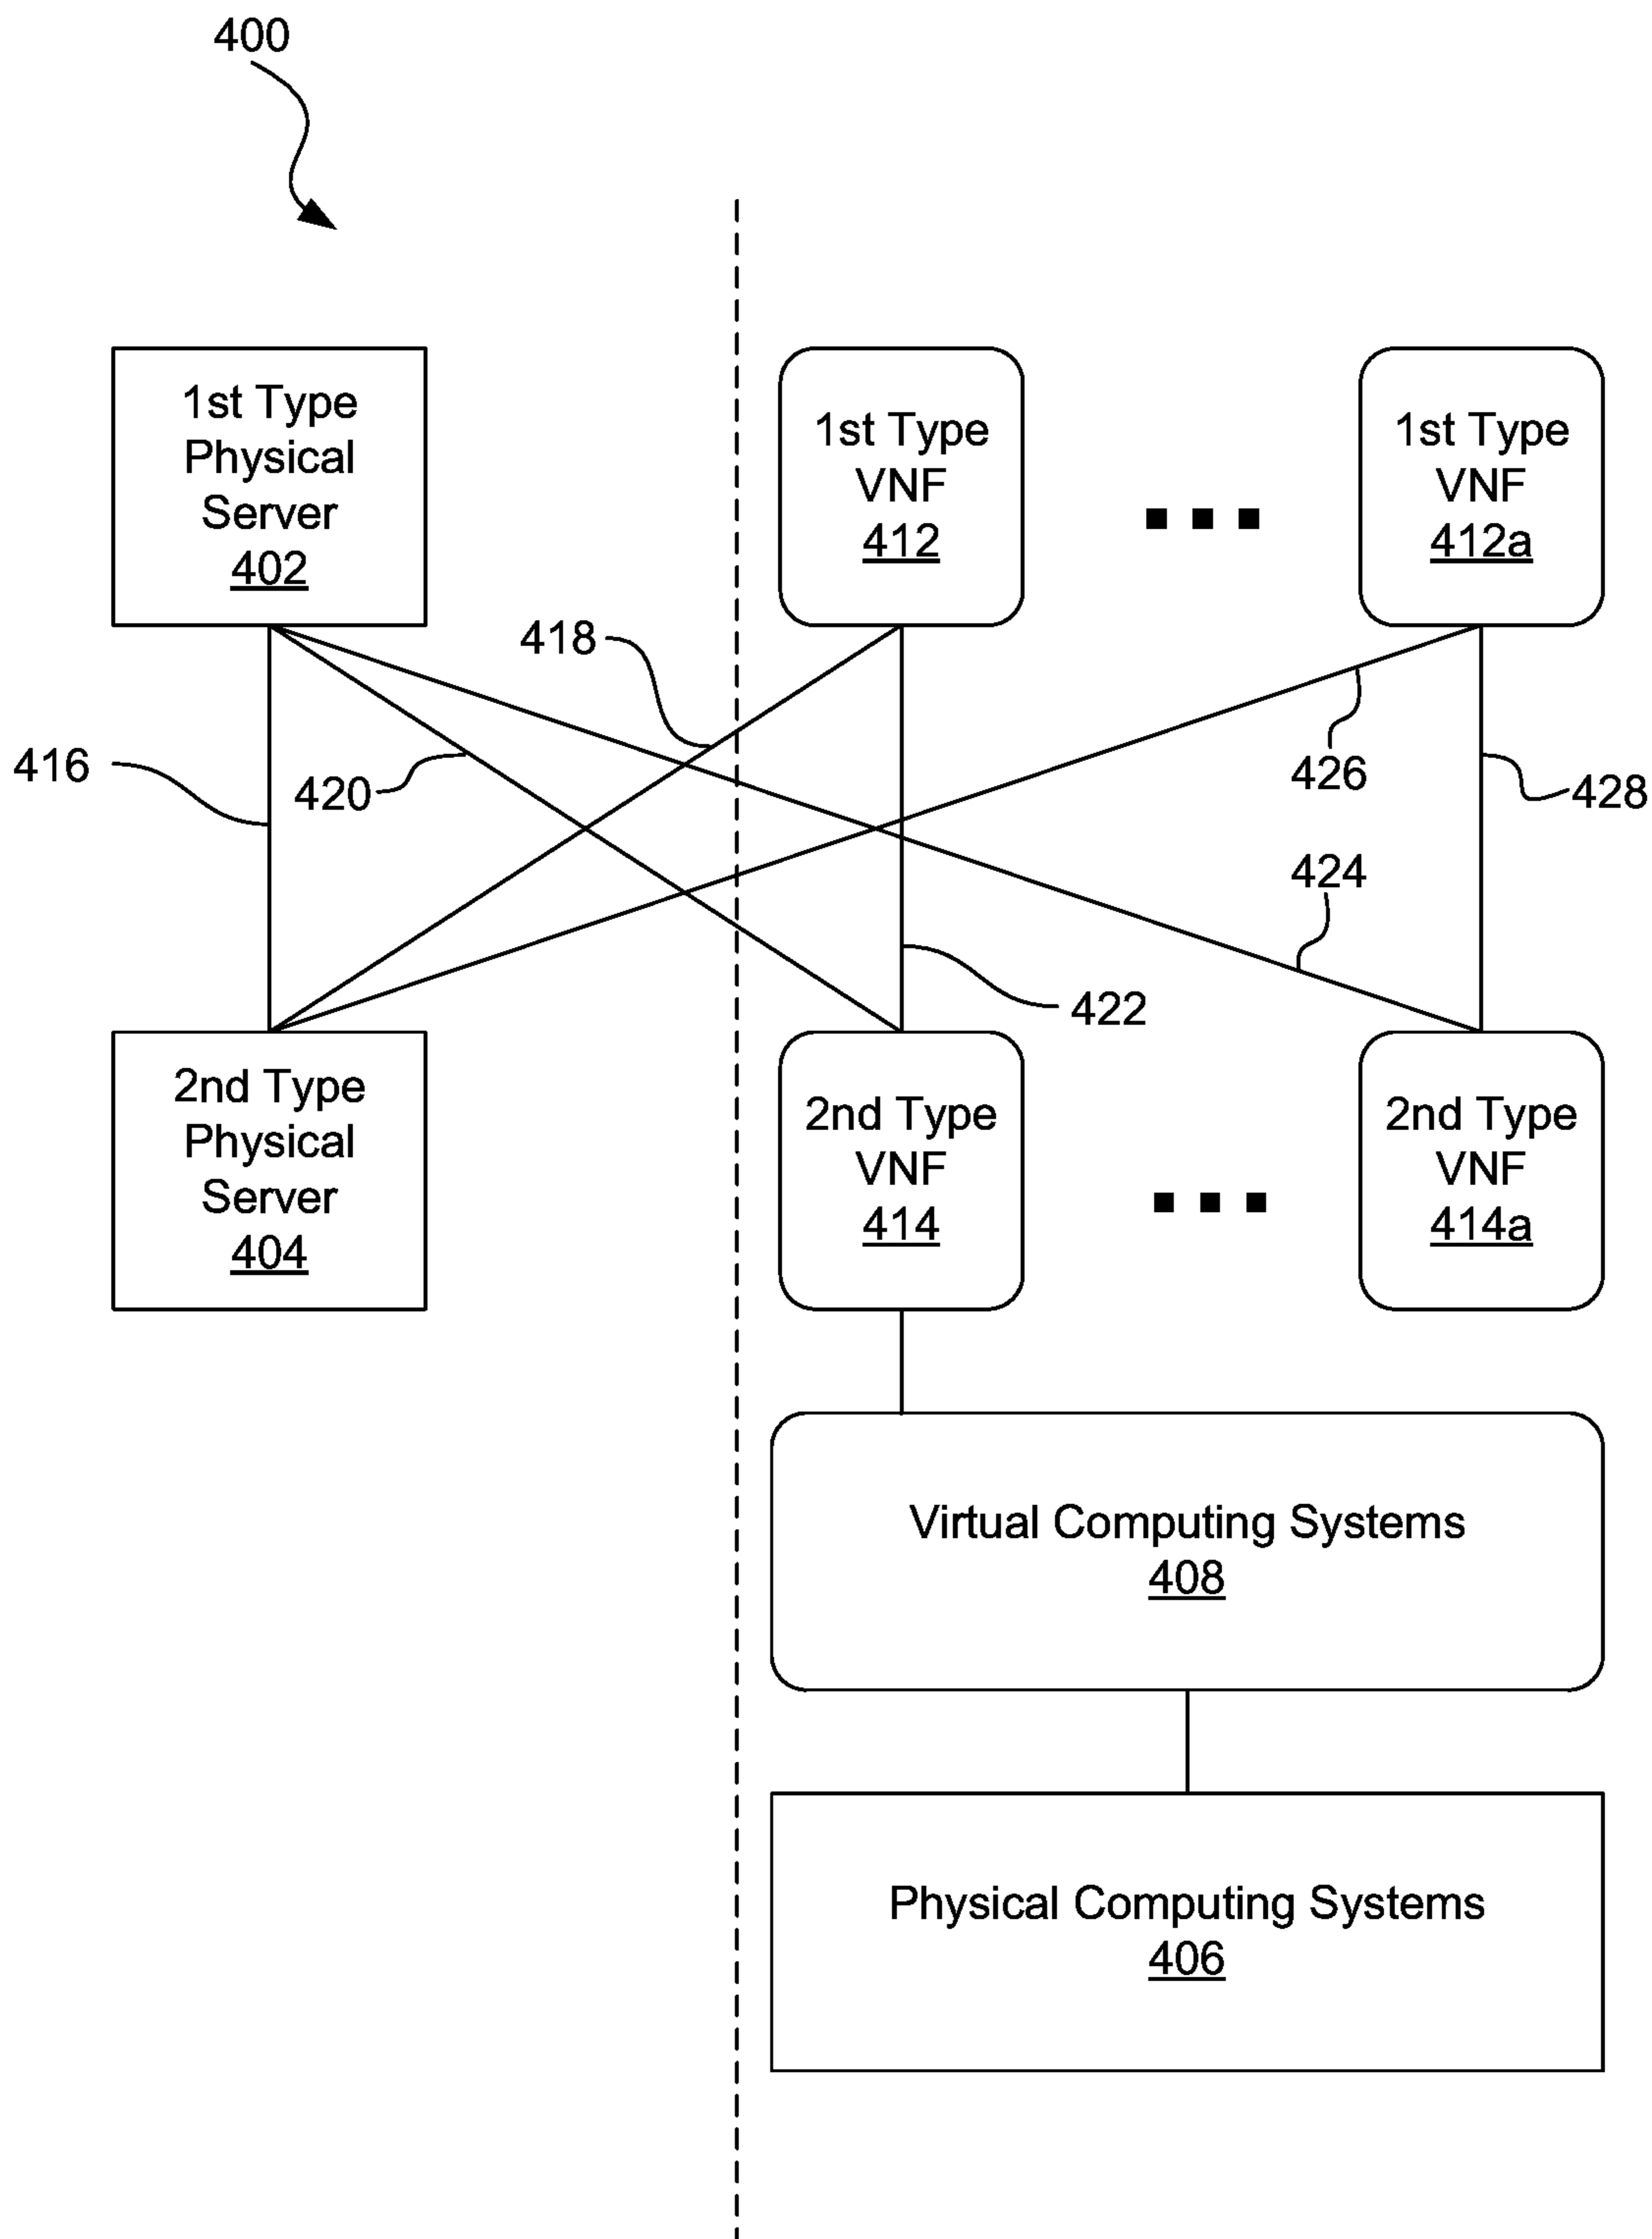 400
1st Type
Physical
Server
402
1st Type
VNF
412
1st Type
VNF
412a
418
416
420
426
428
424
422
2nd Type
Physical
Server
404
2nd Type
VNF
414
2nd Type
VNF
414a
Virtual Computing Systems
408
Physical Computing Systems
406